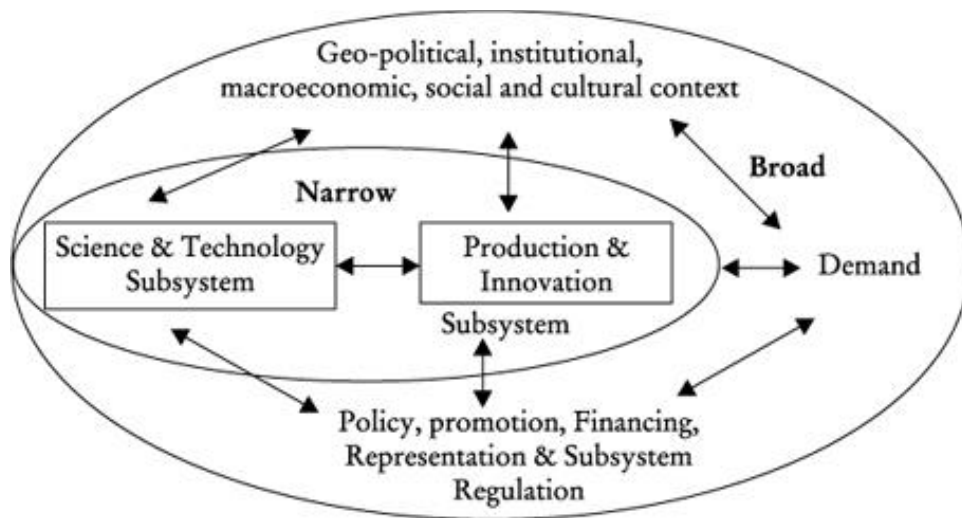 Geo-political, institutional,
macroeconomic, social and cultural context
Broad
Narrow
Science & Technology
Subsystem
Production &
Innovation
Subsystem
Demand
Policy, promotion, Financing,
Representation & Subsystem
Regulation